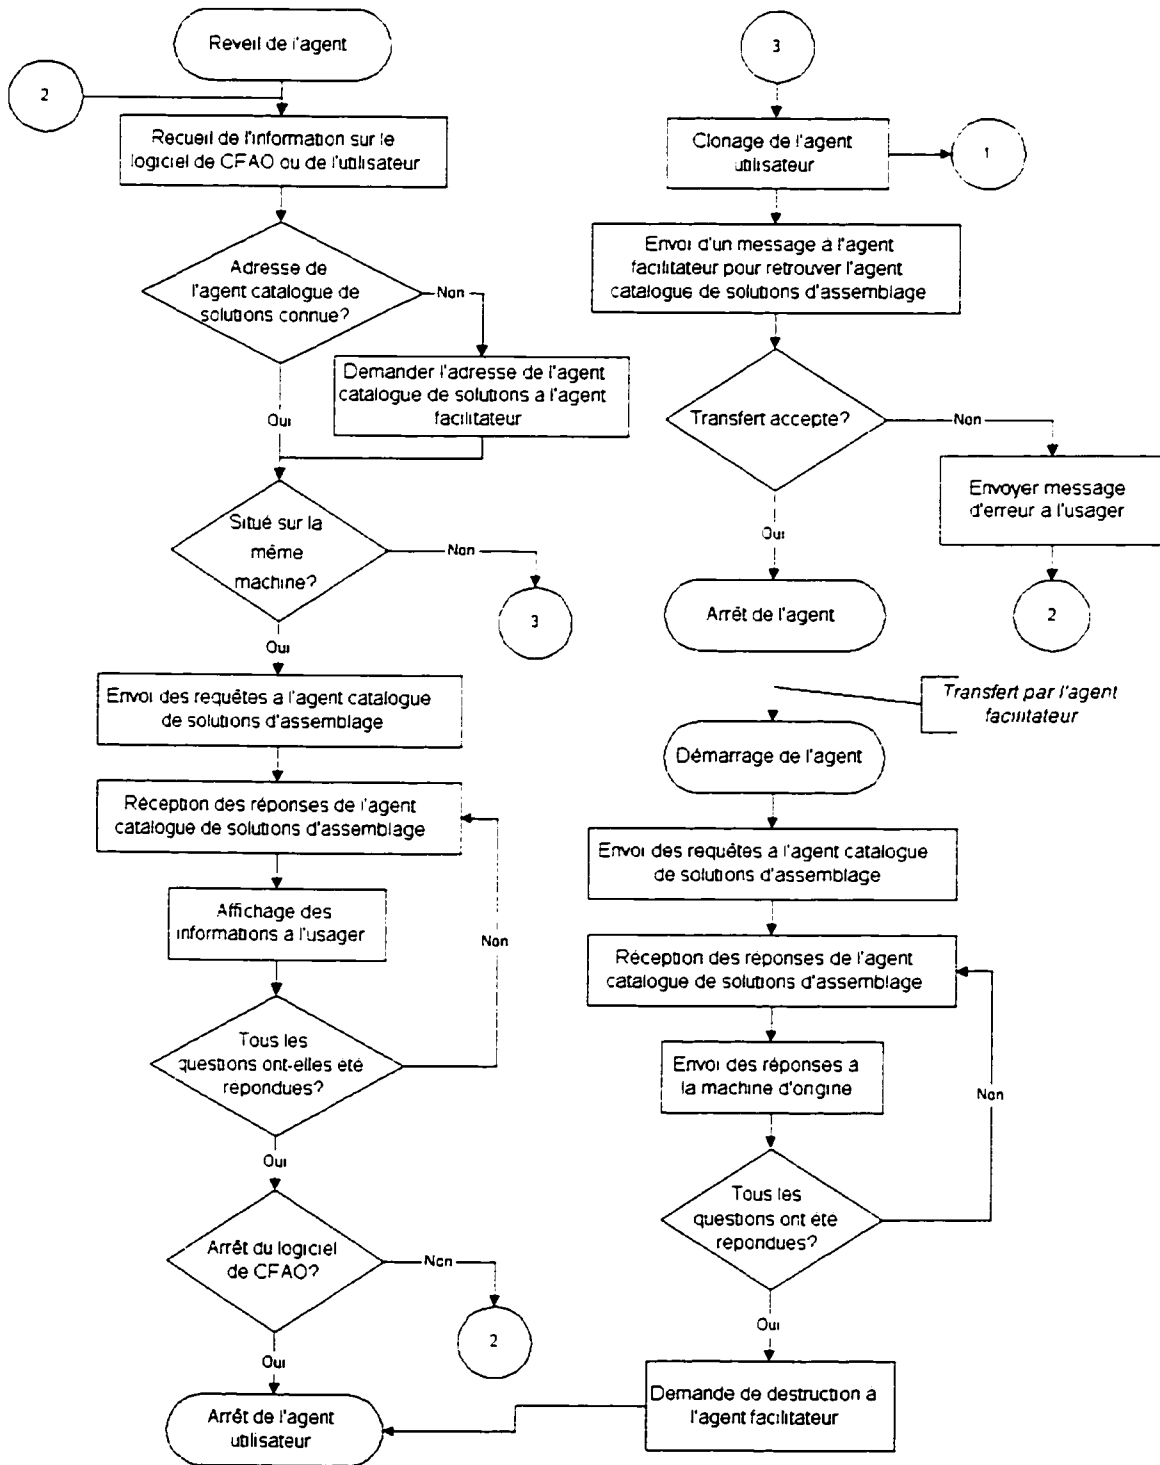 Reveil de l'agent
2
Recueil de l'information sur le
logiciel de CFAO ou de l'utilisateur
Adresse de
l'agent catalogue de
solutions connue?
Non
Demander l'adresse de l'agent
catalogue de solutions a l'agent
facilitateur
Oui
Situé sur la
même
machine?
Non
3
Oui
Envoi des requêtes a l'agent catalogue
de solutions d'assemblage
Réception des réponses de l'agent
catalogue de solutions d'assemblage
Affichage des
informations a l'usager
Non
Tous les
questions ont-elles été
repondues?
Oui
Arrêt du logiciel
de CFAO?
Non
2
Oui
Arrêt de l'agent
utilisateur
3
Clonage de l'agent
utilisateur
1
Envoi d'un message à l'agent
facilitateur pour retrouver l'agent
catalogue de solutions d'assemblage
Transfert accepte?
Non
Envoyer message
d'erreur a l'usager
2
Oui
Arrêt de l'agent
Transfert par l'agent
facilitateur
Démarrage de l'agent
Envoi des requêtes a l'agent catalogue
de solutions d'assemblage
Réception des réponses de l'agent
catalogue de solutions d'assemblage
Envoi des réponses à
la machine d'origine
Non
Tous les
questions ont été
repondues?
Oui
Demande de destruction a
l'agent facilitateur